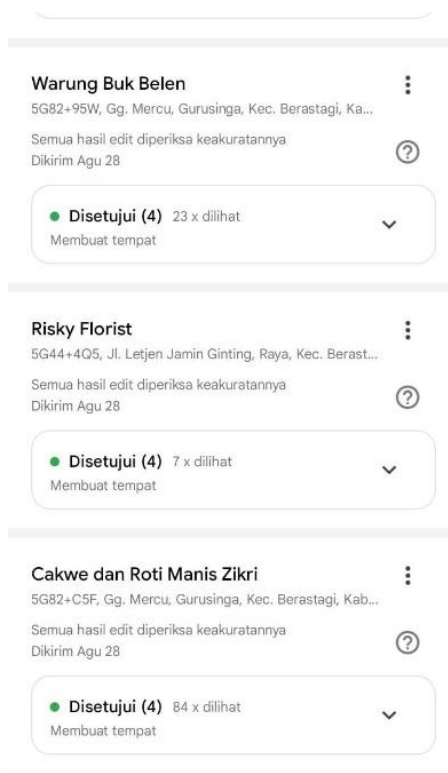 Warung Buk Belen
5G82+95W, Gg. Mercu, Gurusinga, Kec. Berastagi, Ka...
Semua hasil edit diperiksa keakuratannya
Dikirim Agu 28
Disetujui (4) 23 x dilihat
Membuat tempat
Risky Florist
5G44+4Q5, Jl. Letjen Jamin Ginting, Raya, Kec. Berast...
Semua hasil edit diperiksa keakuratannya
Dikirim Agu 28
Disetujui (4) 7 x dilihat
Membuat tempat
Cakwe dan Roti Manis Zikri
5G82+C5F, Gg. Mercu, Gurusinga, Kec. Berastagi, Kab...
Semua hasil edit diperiksa keakuratannya
Dikirim Agu 28
Disetujui (4) 84 x dilihat
Membuat tempat